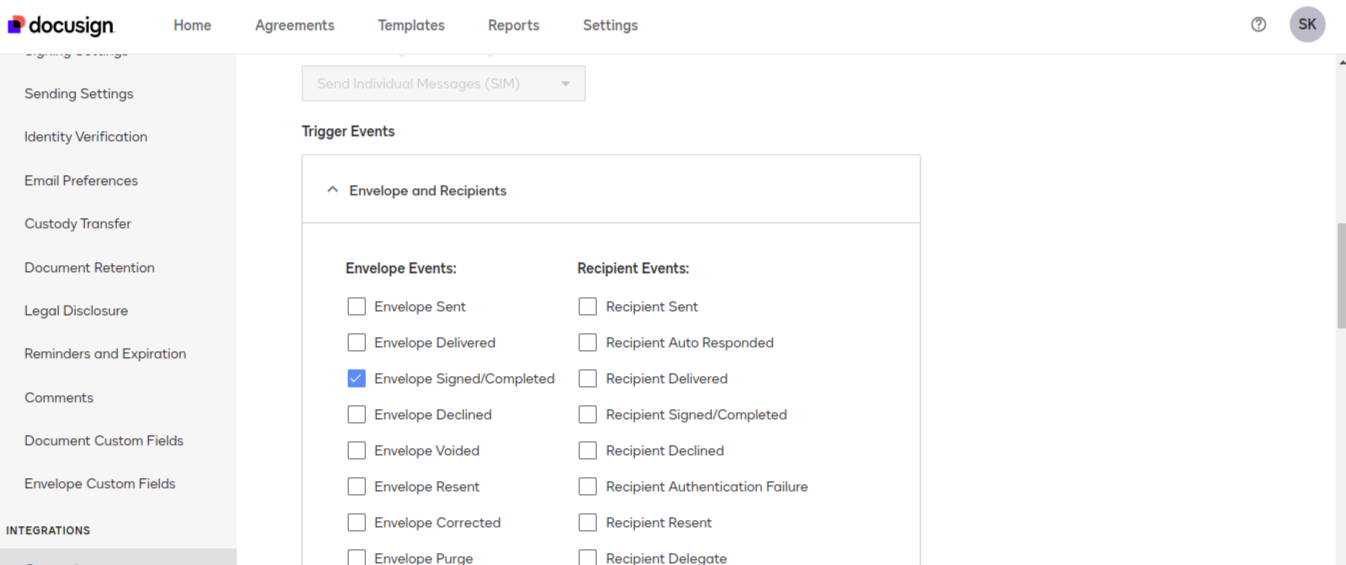 docusign
Home
Agreements
Templates
Reports
Settings
SK
Signing Settings
Sending Settings
Identity Verification
Email Preferences
Custody Transfer
Document Retention
Legal Disclosure
Reminders and Expiration
Comments
Document Custom Fields
Envelope Custom Fields
INTEGRATIONS
Send Individual Messages (SIM)
Trigger Events
Envelope and Recipients
Envelope Events:
Envelope Sent
Envelope Delivered
Envelope Signed/Completed
Envelope Declined
Envelope Voided
Envelope Resent
Envelope Corrected
Envelope Purge
Recipient Events:
Recipient Sent
Recipient Auto Responded
Recipient Delivered
Recipient Signed/Completed
Recipient Declined
Recipient Authentication Failure
Recipient Resent
Recipient Delegate